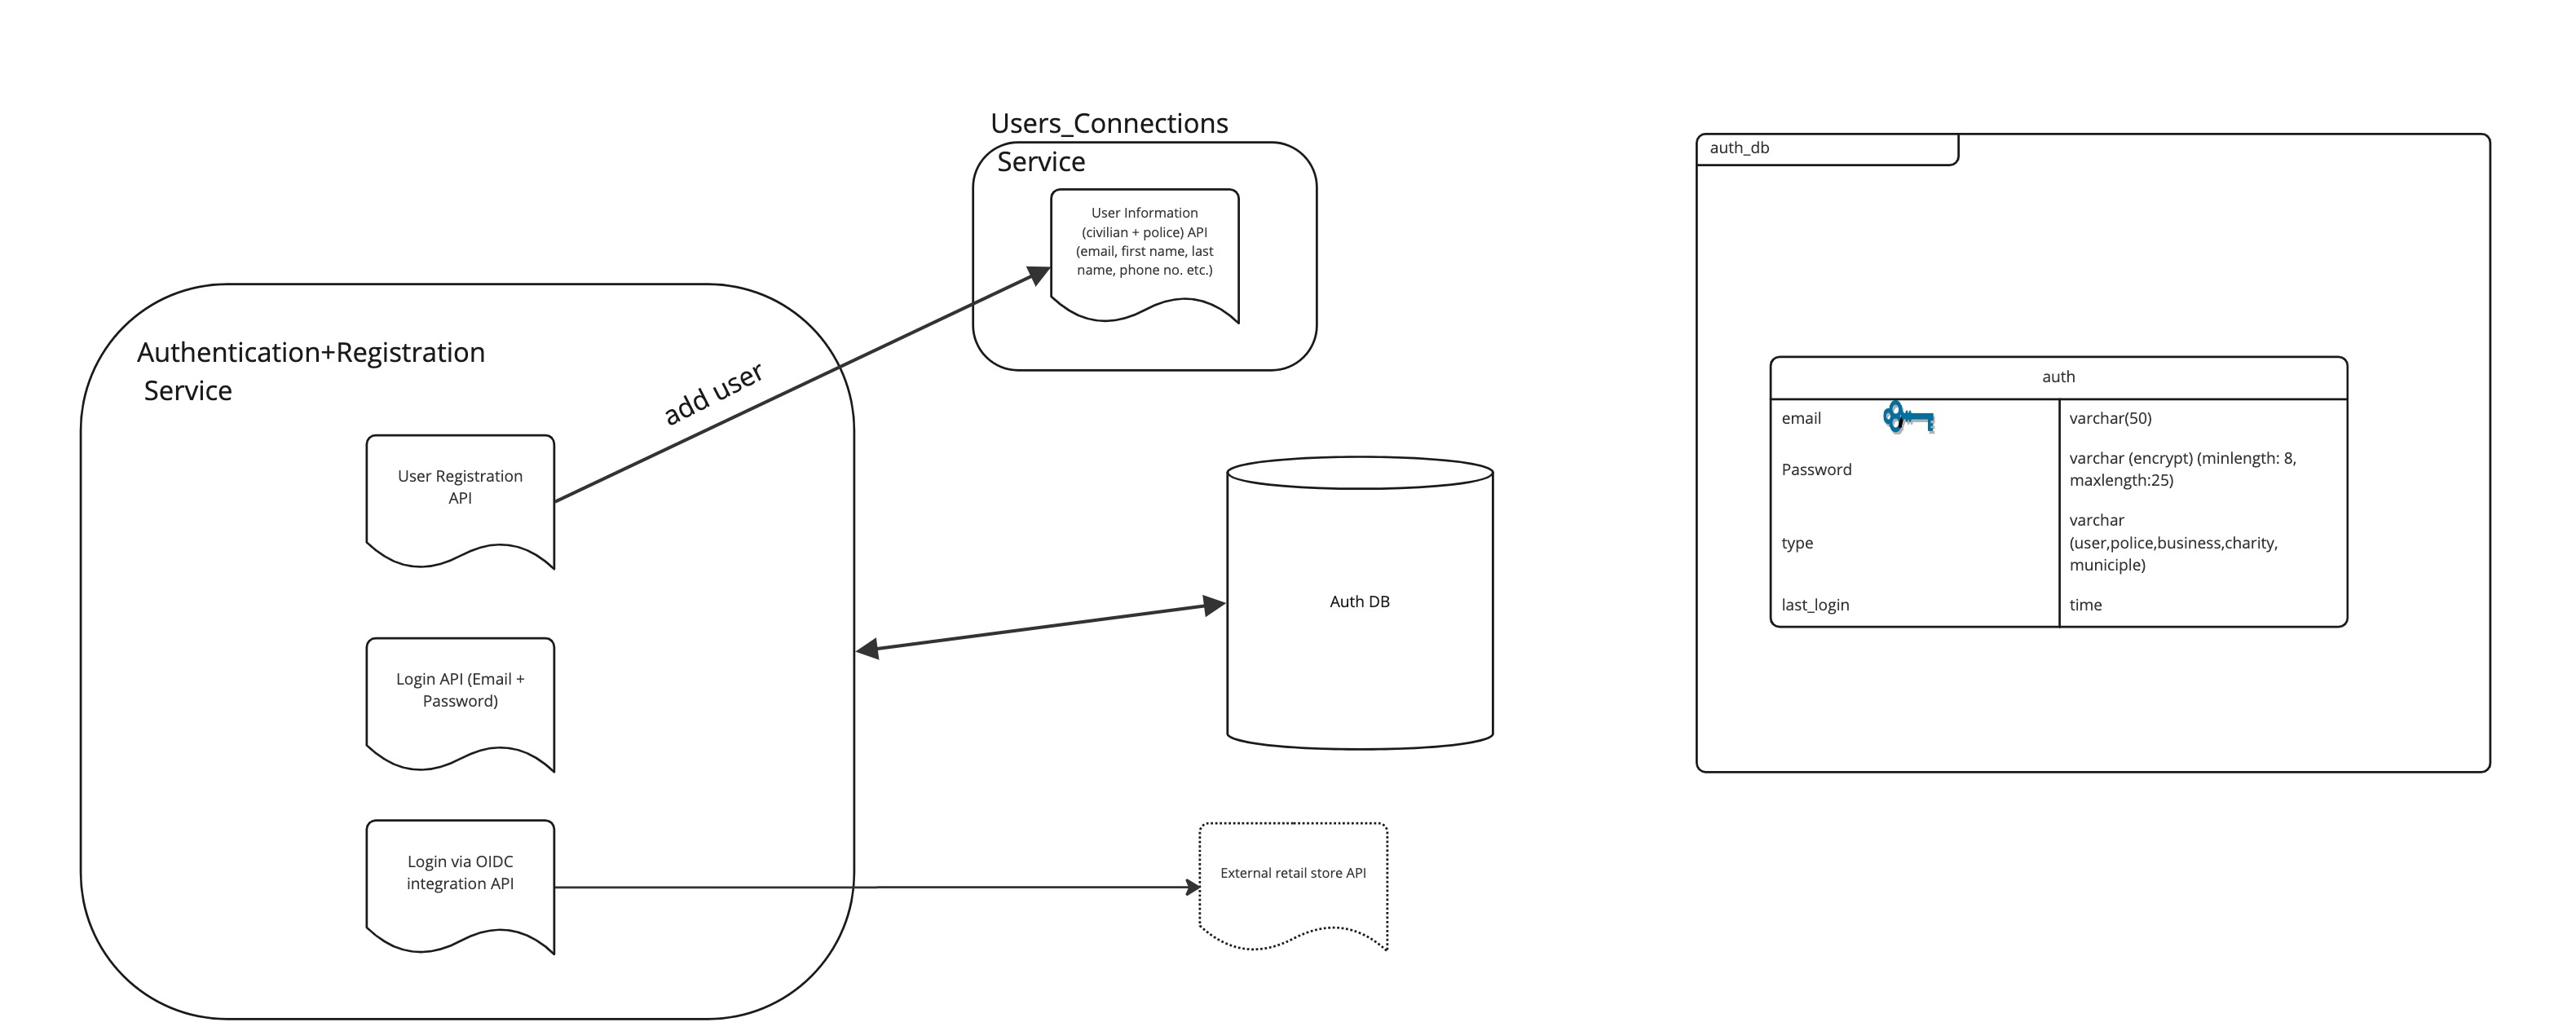 Users_Connections
Service
User Information
(civilian + police) API
(email, first name, last
name, phone no. etc.)
Authentication+Registration
Service
add user
User Registration
API
Login API (Email +
Password)
Login via OIDC
integration API
Auth DB
External retail store API
auth_db
auth
email
varchar(50)
Password
varchar (encrypt) (minlength: 8,
maxlength:25)
type
varchar
(user,police,business,charity,
municiple)
last_login
time